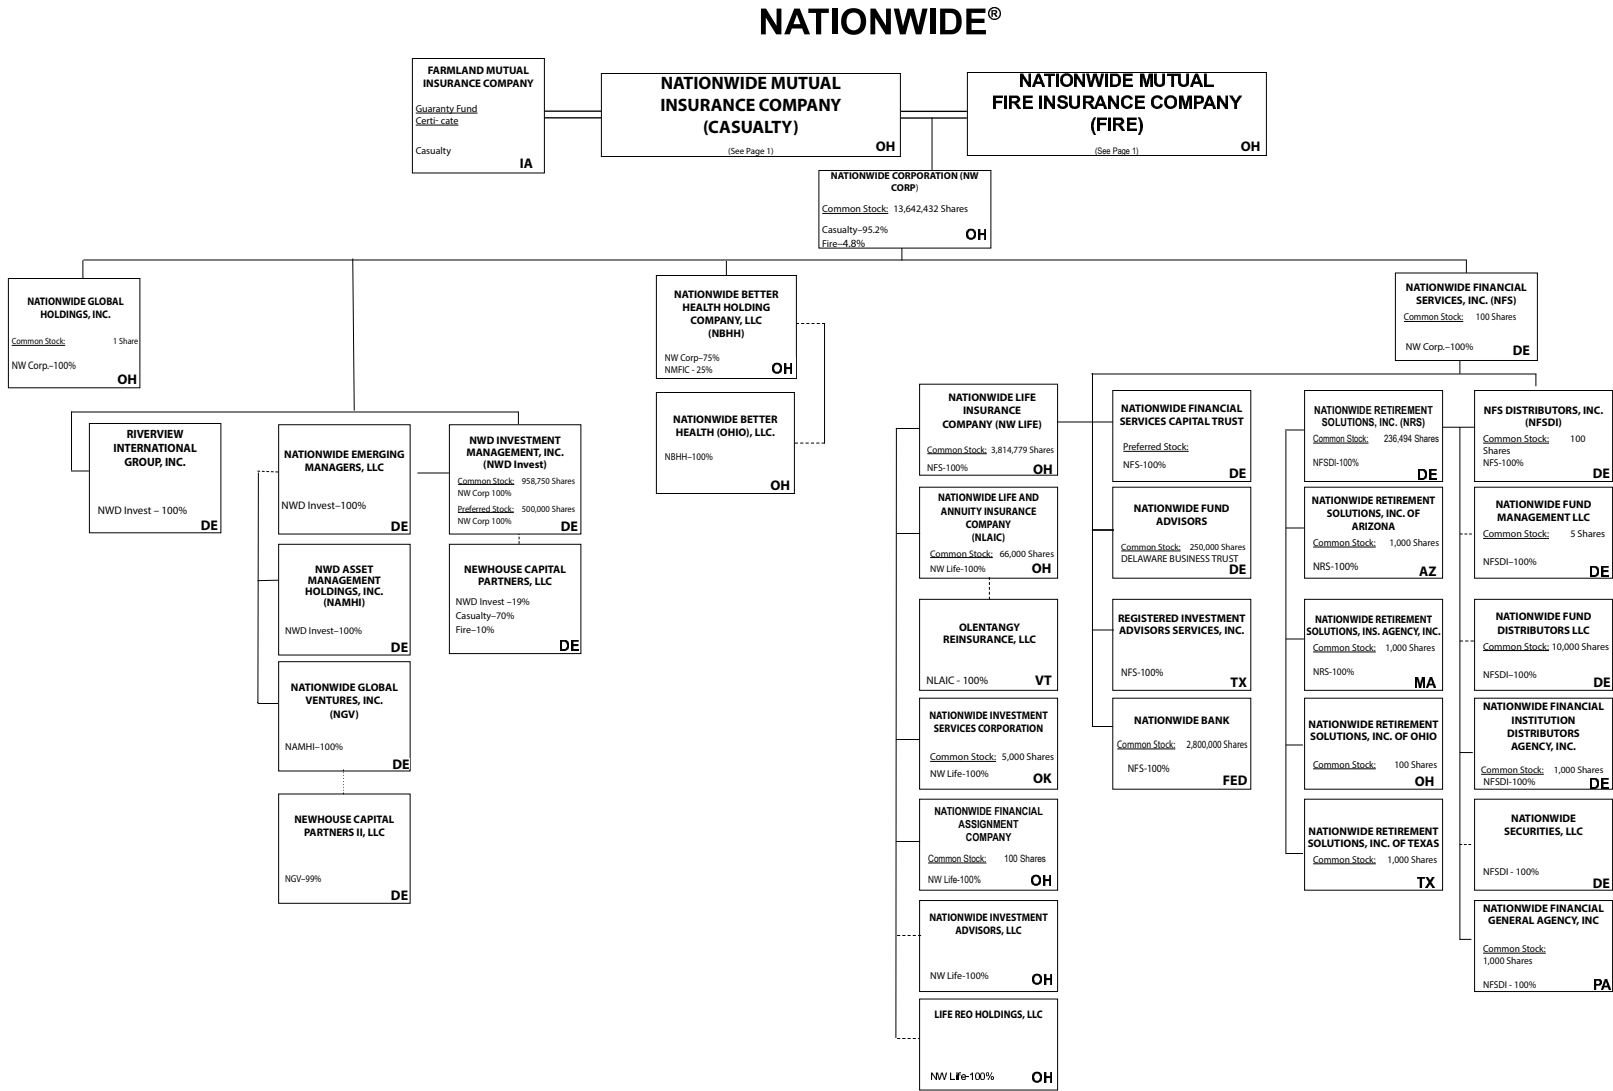 NATIONWIDE®
FARMLAND MUTUAL
INSURANCE COMPANY
Guaranty Fund
Certi- cate
Casualty
IA
NATIONWIDE MUTUAL
INSURANCE COMPANY
(CASUALTY)
(See Page 1)
OH
NATIONWIDE MUTUAL
FIRE INSURANCE COMPANY
(FIRE)
(See Page 1)
OH
NATIONWIDE CORPORATION (NW
CORP)
Common Stock: 13,642,432 Shares
Casualty–95.2%
Fire–4.8%
OH
NATIONWIDE GLOBAL
HOLDINGS, INC.
Common Stock: 1 Share
NW Corp.–100%
OH
NATIONWIDE BETTER
HEALTH HOLDING
COMPANY, LLC
(NBHH)
NW Corp–75%
NMFIC - 25%
OH
NATIONWIDE FINANCIAL
SERVICES, INC. (NFS)
Common Stock: 100 Shares
NW Corp.–100%
DE
RIVERVIEW
INTERNATIONAL
GROUP, INC.
NWD Invest – 100%
DE
NATIONWIDE EMERGING
MANAGERS, LLC
NWD Invest–100%
DE
NWD INVESTMENT
MANAGEMENT, INC.
(NWD Invest)
Common Stock: 958,750 Shares
NW Corp 100%
Preferred Stock: 500,000 Shares
NW Corp 100%
DE
NATIONWIDE BETTER
HEALTH (OHIO), LLC.
NBHH–100%
OH
NWD ASSET
MANAGEMENT
HOLDINGS, INC.
(NAMHI)
NWD Invest–100%
DE
NEWHOUSE CAPITAL
PARTNERS, LLC
NWD Invest –19%
Casualty–70%
Fire–10%
DE
NATIONWIDE GLOBAL
VENTURES, INC.
(NGV)
NAMHI–100%
DE
NEWHOUSE CAPITAL
PARTNERS II, LLC
NGV–99%
DE
NATIONWIDE LIFE
INSURANCE
COMPANY (NW LIFE)
Common Stock: 3,814,779 Shares
NFS-100%
OH
NATIONWIDE LIFE AND
ANNUITY INSURANCE
COMPANY
(NLAIC)
Common Stock: 66,000 Shares
NW Life-100%
OH
OLENTANGY
REINSURANCE, LLC
NLAIC - 100%
VT
NATIONWIDE INVESTMENT
SERVICES CORPORATION
Common Stock: 5,000 Shares
NW Life-100%
OK
NATIONWIDE FINANCIAL
ASSIGNMENT
COMPANY
Common Stock: 100 Shares
NW Life-100%
OH
NATIONWIDE INVESTMENT
ADVISORS, LLC
NW Life-100%
OH
LIFE REO HOLDINGS, LLC
NW Life-100%
OH
NATIONWIDE FINANCIAL
SERVICES CAPITAL TRUST
Preferred Stock:
NFS-100%
DE
NATIONWIDE FUND
ADVISORS
Common Stock: 250,000 Shares
DELAWARE BUSINESS TRUST
DE
REGISTERED INVESTMENT
ADVISORS SERVICES, INC.
NFS-100%
TX
NATIONWIDE BANK
Common Stock: 2,800,000 Shares
NFS-100%
FED
NATIONWIDE RETIREMENT
SOLUTIONS, INC. (NRS)
Common Stock: 236,494 Shares
NFSDI-100%
DE
NATIONWIDE RETIREMENT
SOLUTIONS, INC. OF
ARIZONA
Common Stock: 1,000 Shares
NRS-100%
AZ
NATIONWIDE RETIREMENT
SOLUTIONS, INS. AGENCY, INC.
Common Stock: 1,000 Shares
NRS-100%
MA
NATIONWIDE RETIREMENT
SOLUTIONS, INC. OF OHIO
Common Stock: 100 Shares
OH
NATIONWIDE RETIREMENT
SOLUTIONS, INC. OF TEXAS
Common Stock: 1,000 Shares
TX
NFS DISTRIBUTORS, INC.
(NFSDI)
Common Stock: 100
Shares
NFS-100%
DE
NATIONWIDE FUND
MANAGEMENT LLC
Common Stock: 5 Shares
NFSDI–100%
DE
NATIONWIDE FUND
DISTRIBUTORS LLC
Common Stock: 10,000 Shares
NFSDI–100%
DE
NATIONWIDE FINANCIAL
INSTITUTION
DISTRIBUTORS
AGENCY, INC.
Common Stock: 1,000 Shares
NFSDI-100%
DE
NATIONWIDE
SECURITIES, LLC
NFSDI - 100%
DE
NATIONWIDE FINANCIAL
GENERAL AGENCY, INC
Common Stock:
1,000 Shares
NFSDI - 100%
PA